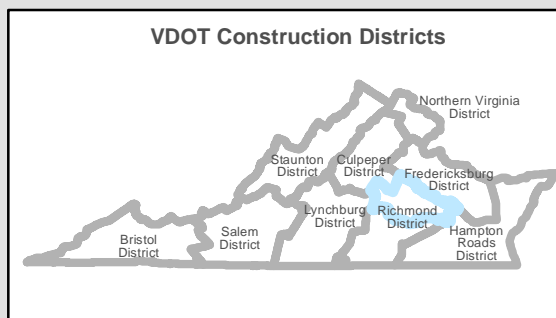 VDOT Construction Districts
Northern Virginia
District
Staunton
District
Culpeper
District
Fredericksburg
District
Lynchburg
District
Richmond
District
Hampton
Roads
District
Salem
District
Bristol
District